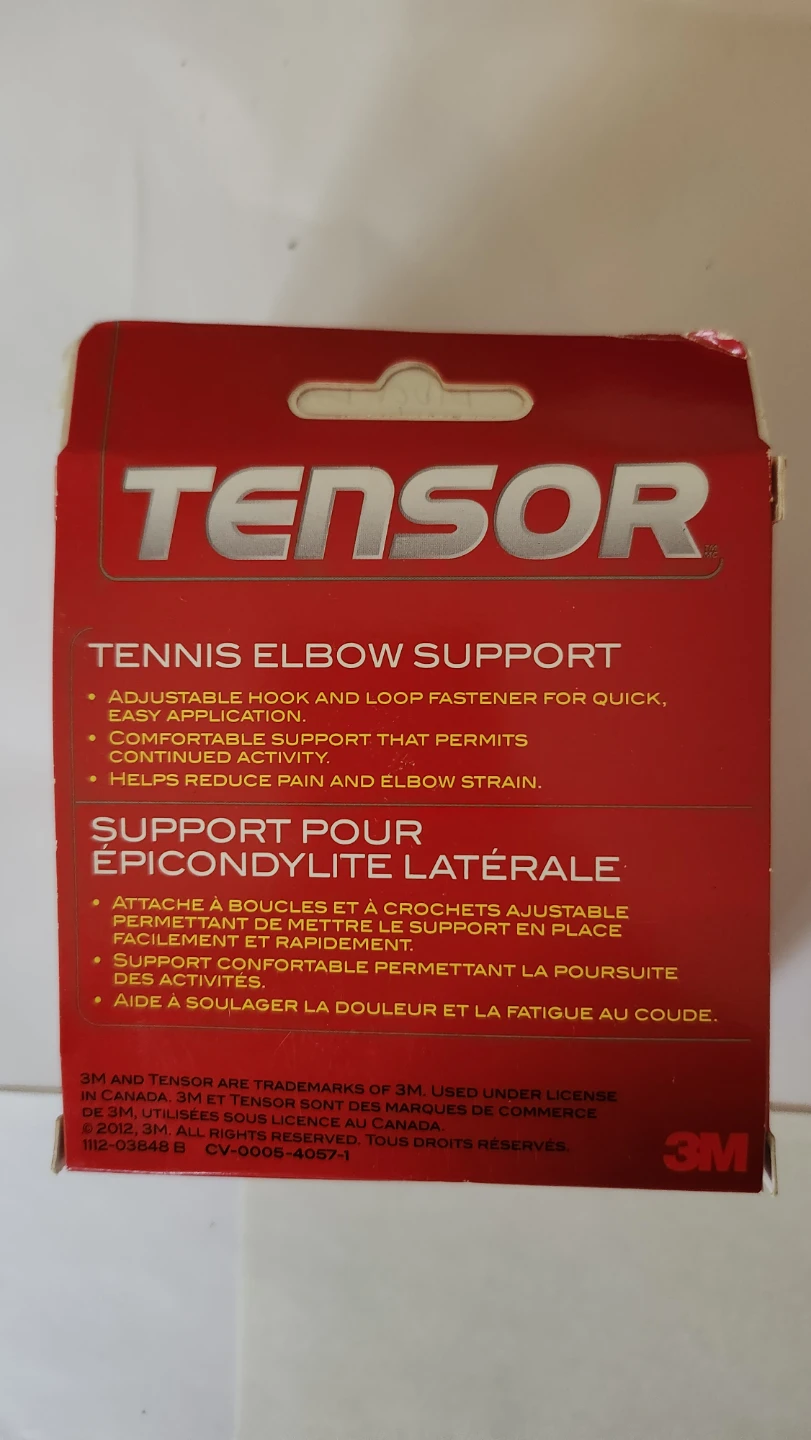 TENSOR
TM
MC
TENNIS ELBOW SUPPORT
• ADJUSTABLE HOOK AND LOOP FASTENER FOR QUICK,
EASY APPLICATION.
• COMFORTABLE SUPPORT THAT PERMITS
CONTINUED ACTIVITY.
• HELPS REDUCE PAIN AND ELBOW STRAIN.
SUPPORT POUR
ÉPICONDYLITE LATÉRALE
• ATTACHE À BOUCLES ET À CROCHETS AJUSTABLE
PERMETTANT DE METTRE LE SUPPORT EN PLACE
FACILEMENT ET RAPIDEMENT.
• SUPPORT CONFORTABLE PERMETTANT LA POURSUITE
DES ACTIVITÉS.
• AIDE À SOULAGER LA DOULEUR ET LA FATIGUE AU COUDE.
3M AND TENSOR ARE TRADEMARKS OF 3M. USED UNDER LICENSE
IN CANADA. 3M ET TENSOR SONT DES MARQUES DE COMMERCE
DE 3M, UTILISÉES SOUS LICENCE AU CANADA.
© 2012, 3M. ALL RIGHTS RESERVED. TOUS DROITS RÉSERVÉS.
1112-03848 B CV-0005-4057-1
3M